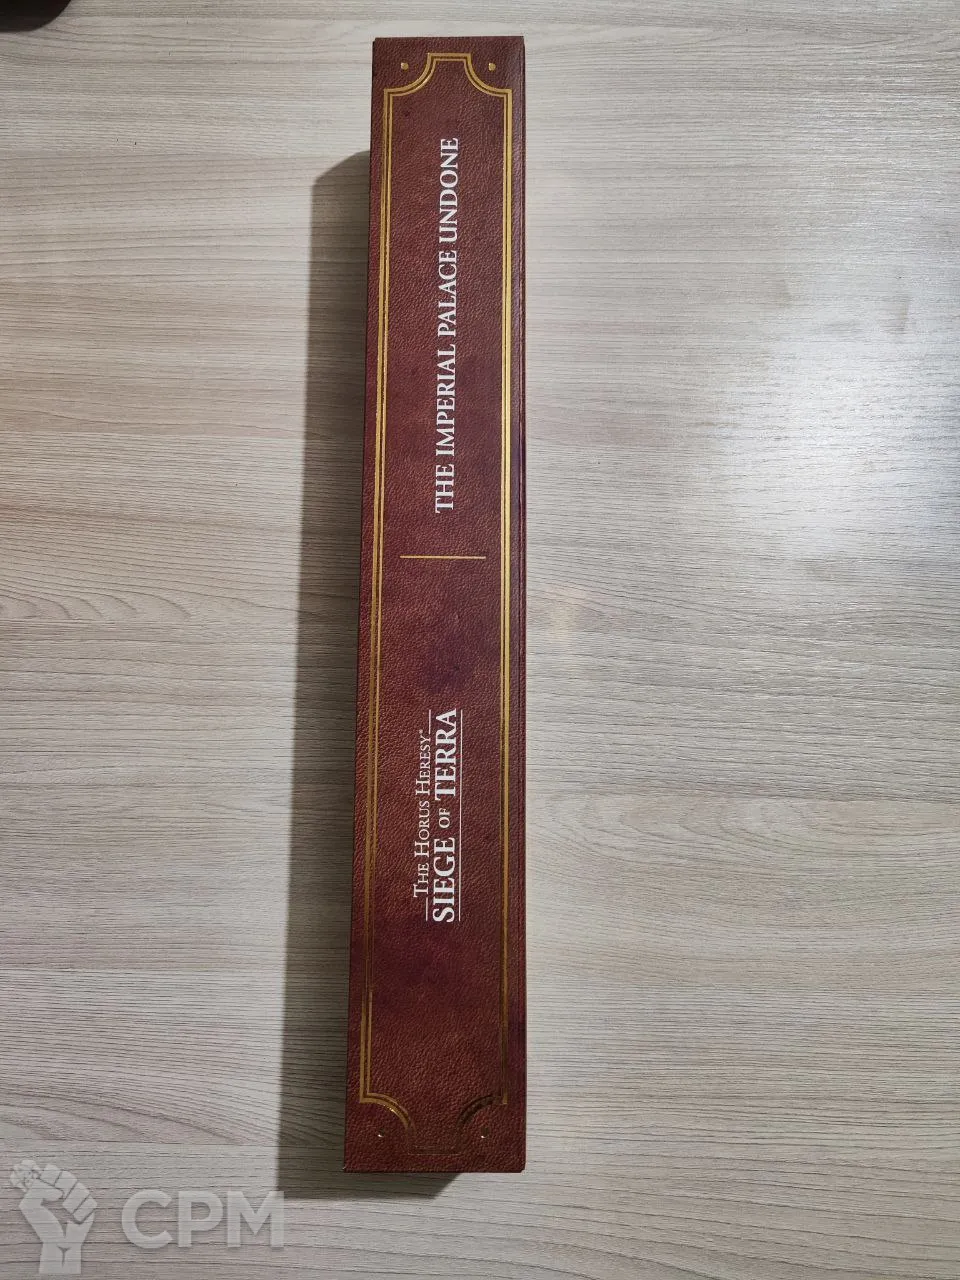 THE HORUS HERESY®
SIEGE OF TERRA
THE IMPERIAL PALACE UNDONE
CPM